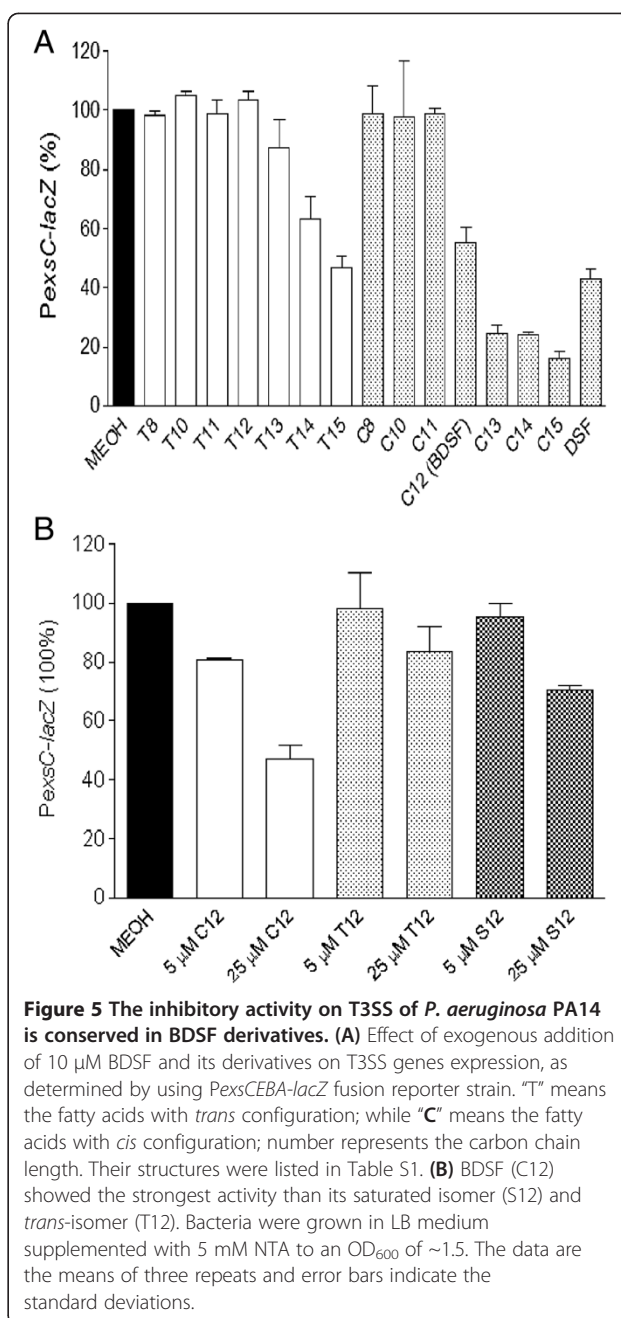 A
120
100
80
60
40
20
0
PexsC-lacZ (%)
MEOH
T8
T10
T11
T12
T13
T14
T15
C8
C10
C11
C12 (BDSF)
C13
C14
C15
DSF
B
120
100
80
60
40
20
0
PexsC-lacZ (100%)
MEOH
5 µM C12
25 µM C12
5 µM T12
25 µM T12
5 µM S12
25 µM S12
Figure 5 The inhibitory activity on T3SS of P. aeruginosa PA14
is conserved in BDSF derivatives. (A) Effect of exogenous addition
of 10 µM BDSF and its derivatives on T3SS genes expression, as
determined by using PexsCEBA-lacZ fusion reporter strain. “T” means
the fatty acids with trans configuration; while “C” means the fatty
acids with cis configuration; number represents the carbon chain
length. Their structures were listed in Table S1. (B) BDSF (C12)
showed the strongest activity than its saturated isomer (S12) and
trans-isomer (T12). Bacteria were grown in LB medium
supplemented with 5 mM NTA to an OD600 of ~1.5. The data are
the means of three repeats and error bars indicate the
standard deviations.